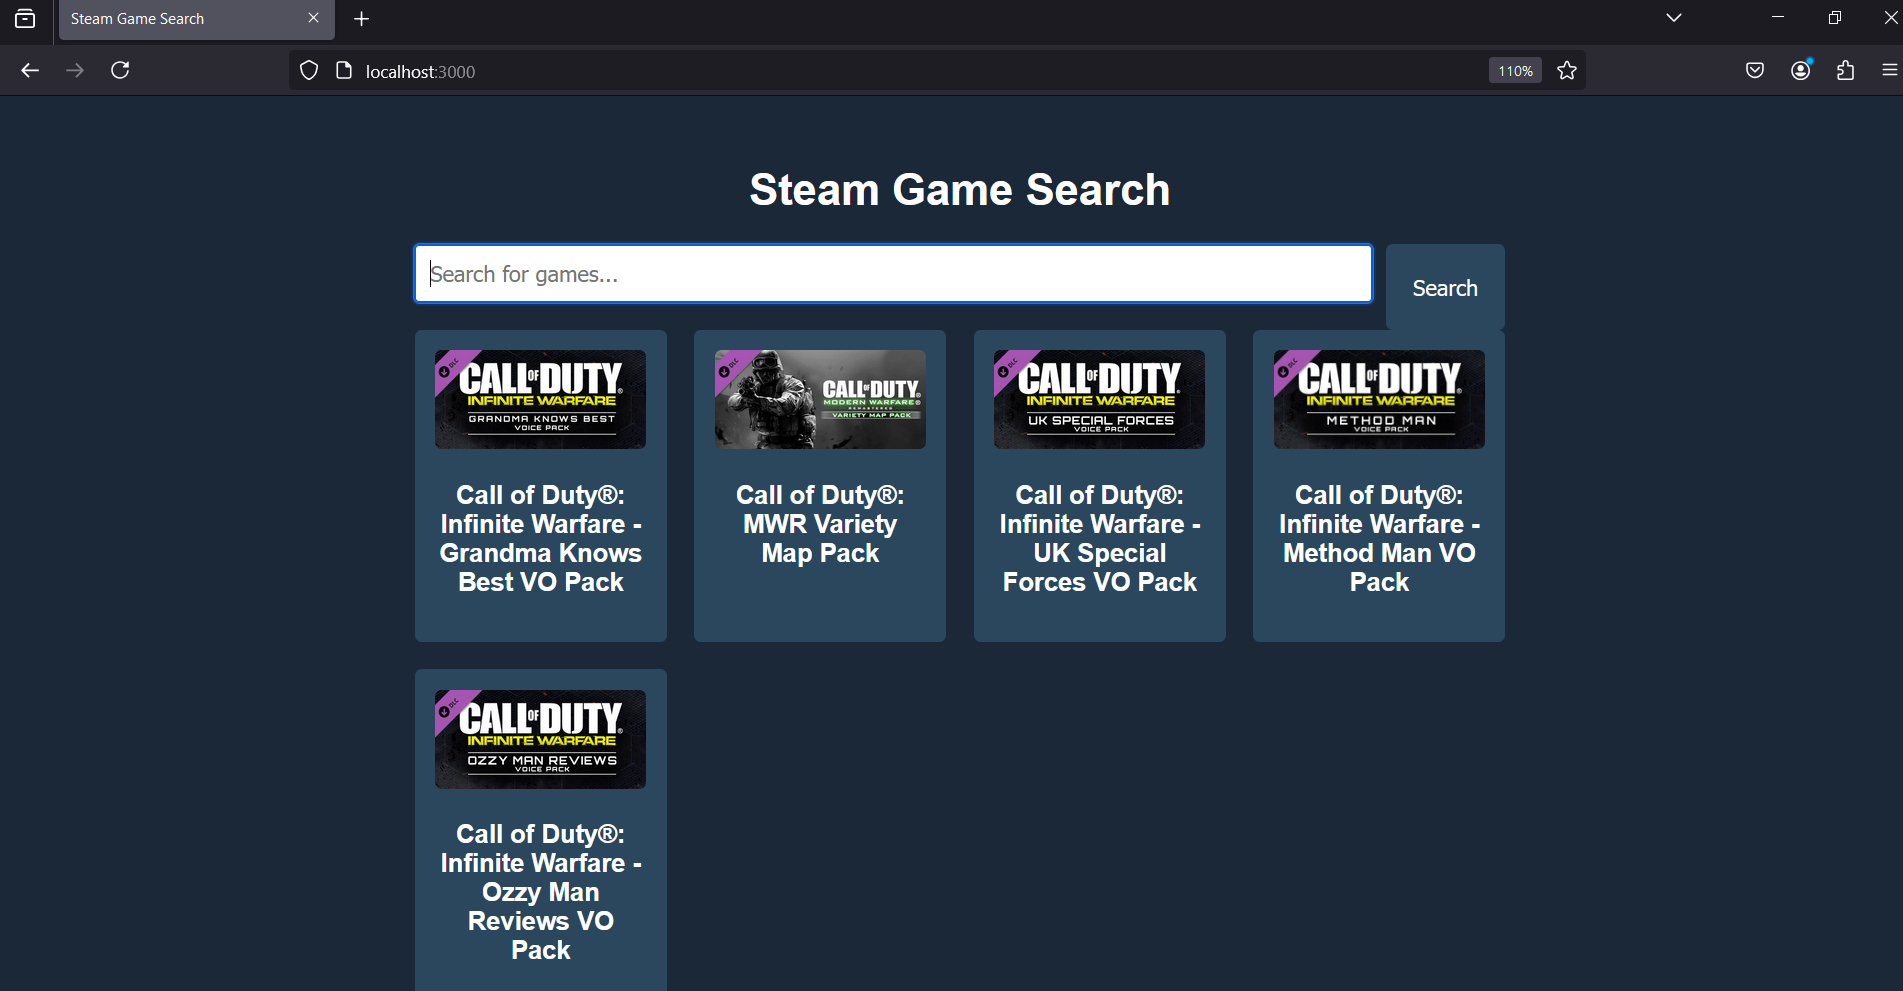 Steam Game Search
localhost:3000
110%
Steam Game Search
Search for games...
Search
DLC
CALL OF DUTY®
INFINITE WARFARE
GRANDMA KNOWS BEST
VOICE PACK
Call of Duty®:
Infinite Warfare -
Grandma Knows
Best VO Pack
DLC
CALL OF DUTY®
MODERN WARFARE®
REMASTERED
VARIETY MAP PACK
Call of Duty®:
MWR Variety
Map Pack
DLC
CALL OF DUTY®
INFINITE WARFARE
UK SPECIAL FORCES
VOICE PACK
Call of Duty®:
Infinite Warfare -
UK Special
Forces VO Pack
DLC
CALL OF DUTY®
INFINITE WARFARE
METHOD MAN
VOICE PACK
Call of Duty®:
Infinite Warfare -
Method Man VO
Pack
DLC
CALL OF DUTY®
INFINITE WARFARE
OZZY MAN REVIEWS
VOICE PACK
Call of Duty®:
Infinite Warfare -
Ozzy Man
Reviews VO
Pack